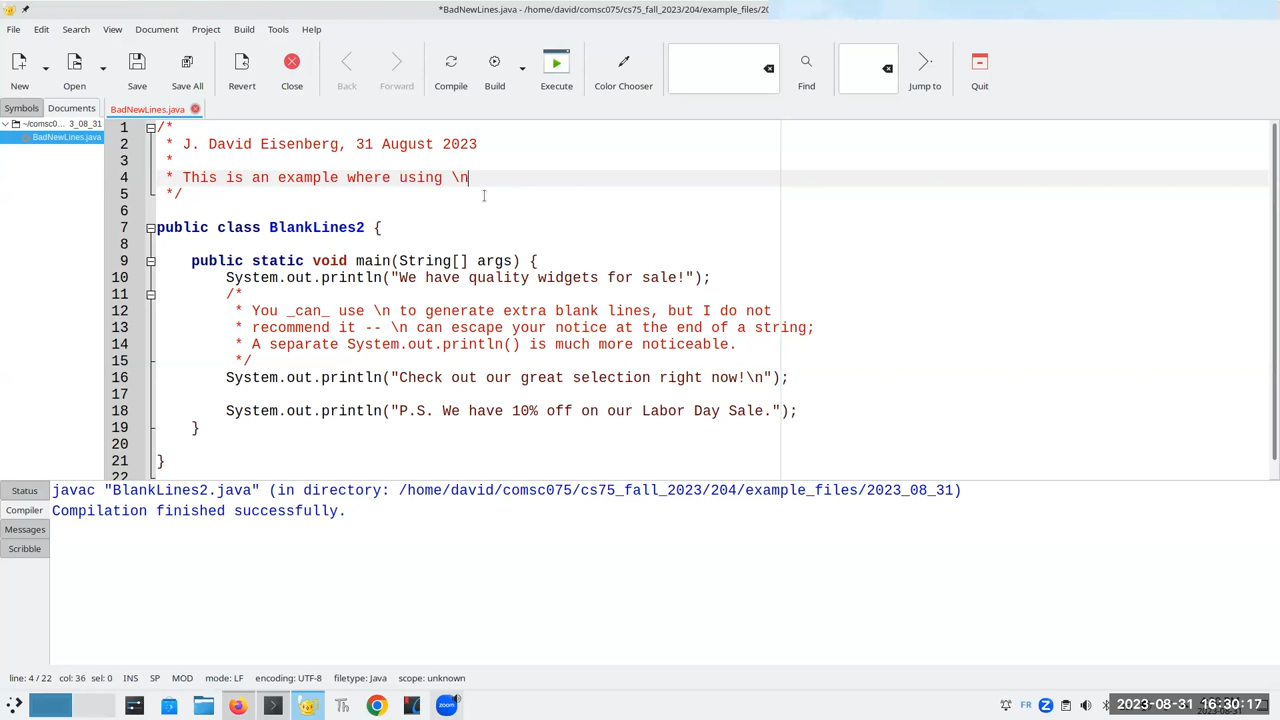 *BadNewLines.java - /home/david/comsc075/cs75_fall_2023/204/example_files/20
File Edit Search View Document Project Build Tools Help
New Open Save Save All Revert Close Back Forward Compile Build Execute Color Chooser Find Jump to Quit
Symbols Documents BadNewLines.java
~/comsc0... 3_08_31
BadNewLines.java
1 /*
2 * J. David Eisenberg, 31 August 2023
3 *
4 * This is an example where using \n
5 */
6
7 public class BlankLines2 {
8
9 public static void main(String[] args) {
10 System.out.println("We have quality widgets for sale!");
11 /*
12 * You _can_ use \n to generate extra blank lines, but I do not
13 * recommend it -- \n can escape your notice at the end of a string;
14 * A separate System.out.println() is much more noticeable.
15 */
16 System.out.println("Check out our great selection right now!\n");
17
18 System.out.println("P.S. We have 10% off on our Labor Day Sale.");
19 }
20
21 }
22
Status
Compiler
Messages
Scribble
javac "BlankLines2.java" (in directory: /home/david/comsc075/cs75_fall_2023/204/example_files/2023_08_31)
Compilation finished successfully.
line: 4 / 22 col: 36 sel: 0 INS SP MOD mode: LF encoding: UTF-8 filetype: Java scope: unknown
Th zoom FR Z 2023-08-31 16:30:17